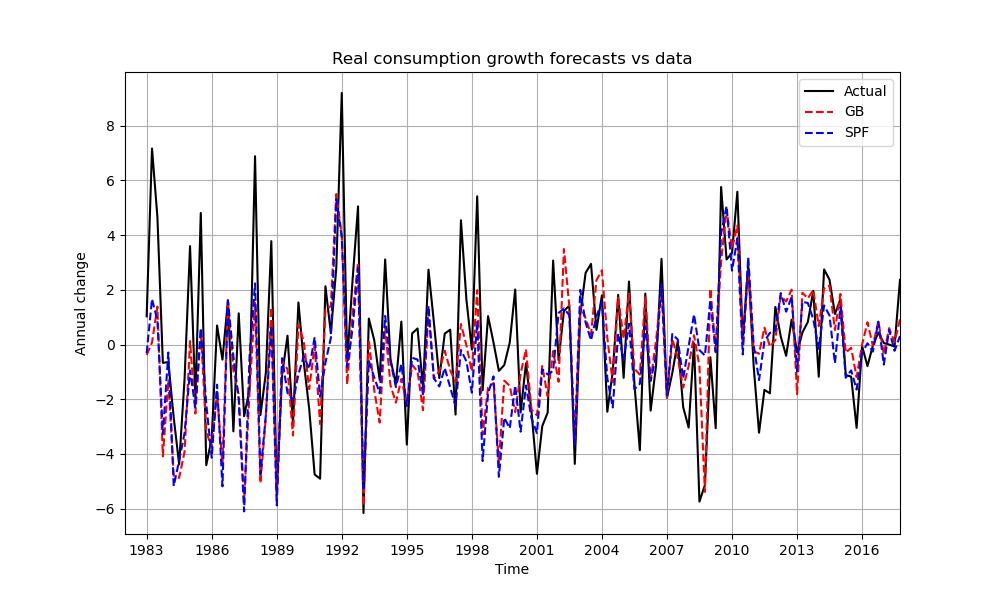 Real consumption growth forecasts vs data
Actual
GB
SPF
Annual change
8
6
4
2
0
−2
−4
−6
1983 1986 1989 1992 1995 1998 2001 2004 2007 2010 2013 2016
Time